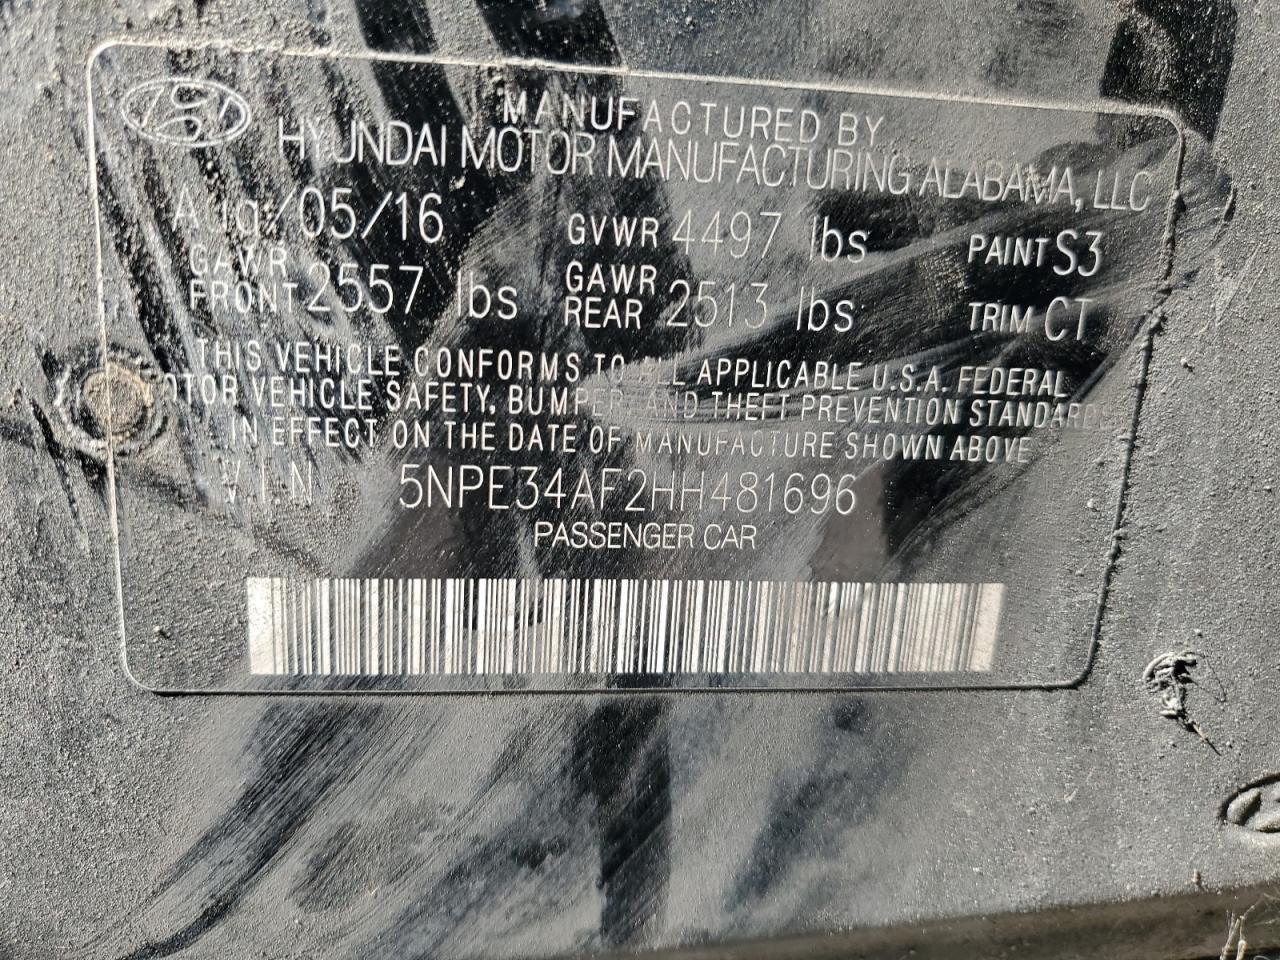 MANUFACTURED BY
HYUNDAI MOTOR MANUFACTURING ALABAMA, LLC
Aug/05/16 GVWR 4497 lbs PAINT S3
GAWR FRONT 2557 lbs GAWR REAR 2513 lbs TRIM CT
THIS VEHICLE CONFORMS TO ALL APPLICABLE U.S.A. FEDERAL
MOTOR VEHICLE SAFETY, BUMPER, AND THEFT PREVENTION STANDARDS
IN EFFECT ON THE DATE OF MANUFACTURE SHOWN ABOVE
V.I.N 5NPE34AF2HH481696
PASSENGER CAR